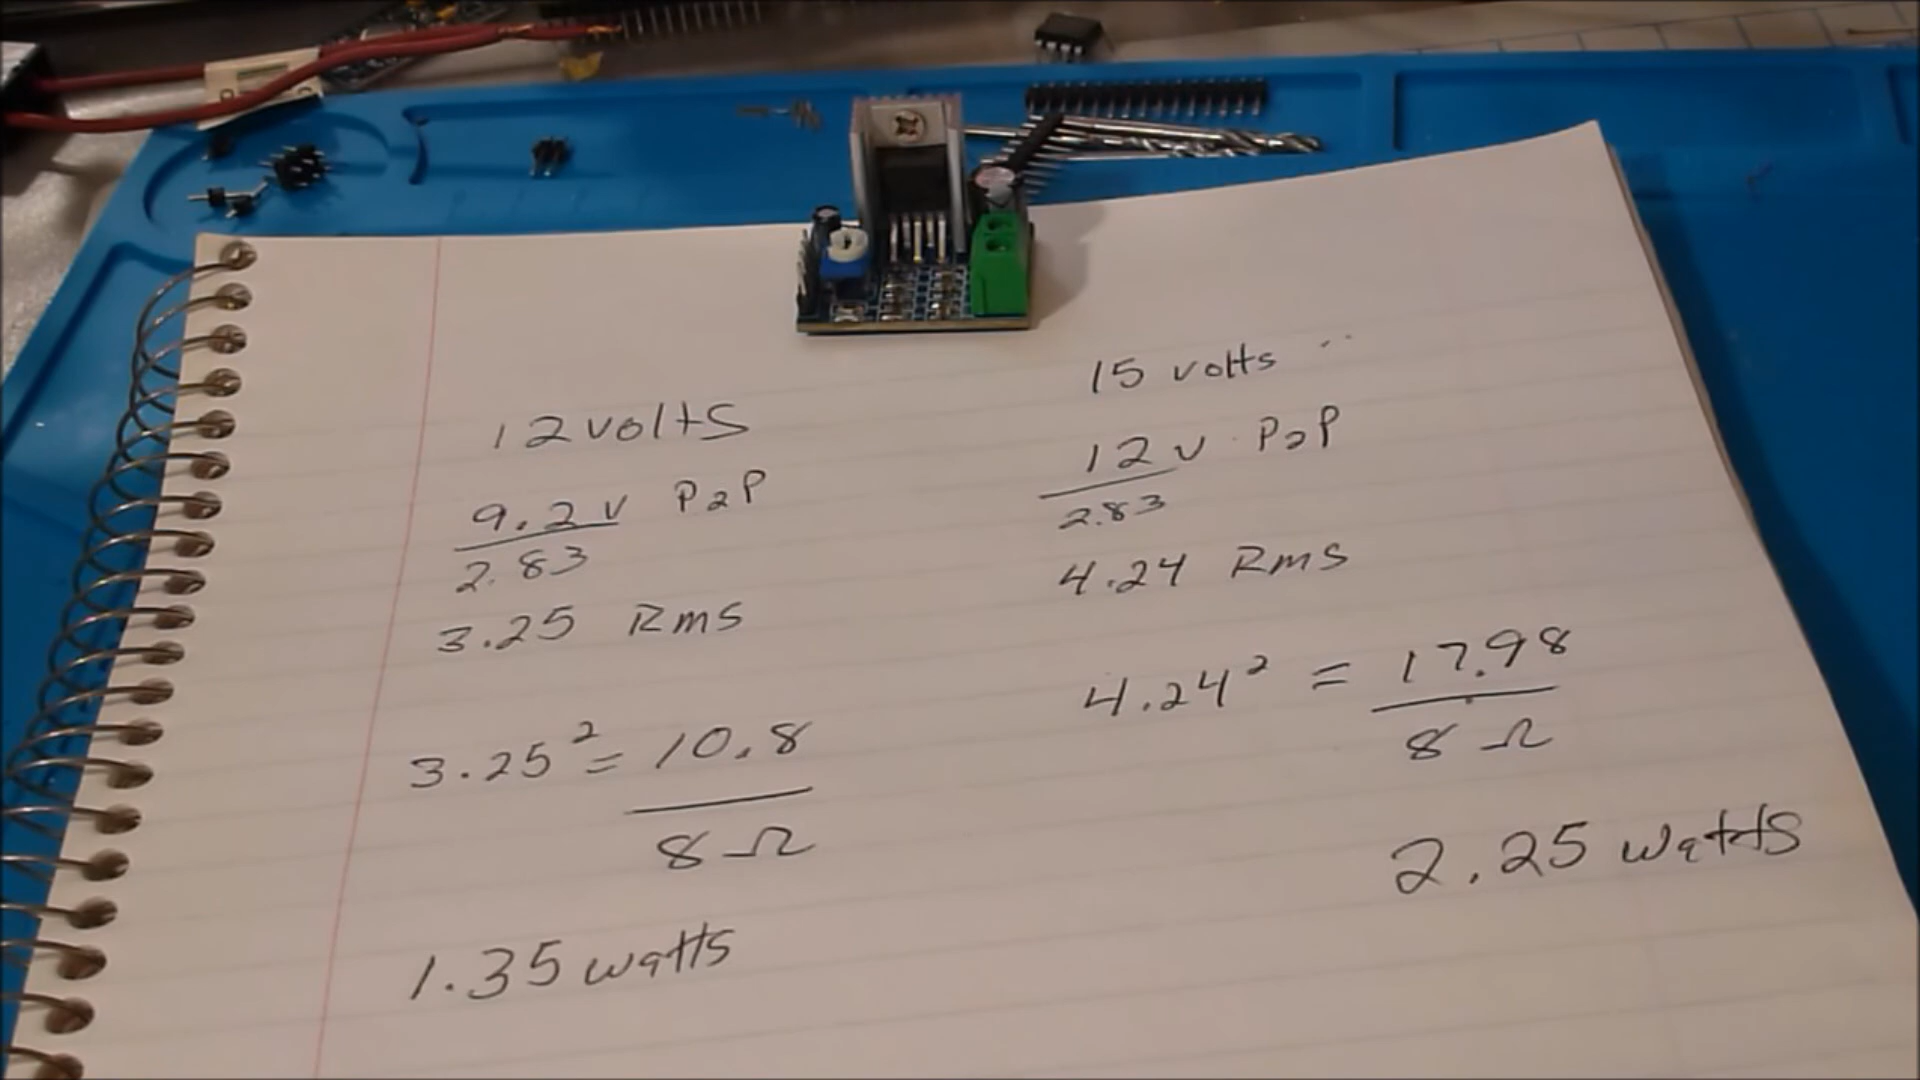 12 volts
9.2 v P2P
2.83
3.25 Rms
3.25² = 10.8
8 Ω
1.35 watts
15 volts
12 v P2P
2.83
4.24 Rms
4.24² = 17.98
8 Ω
2.25 watts